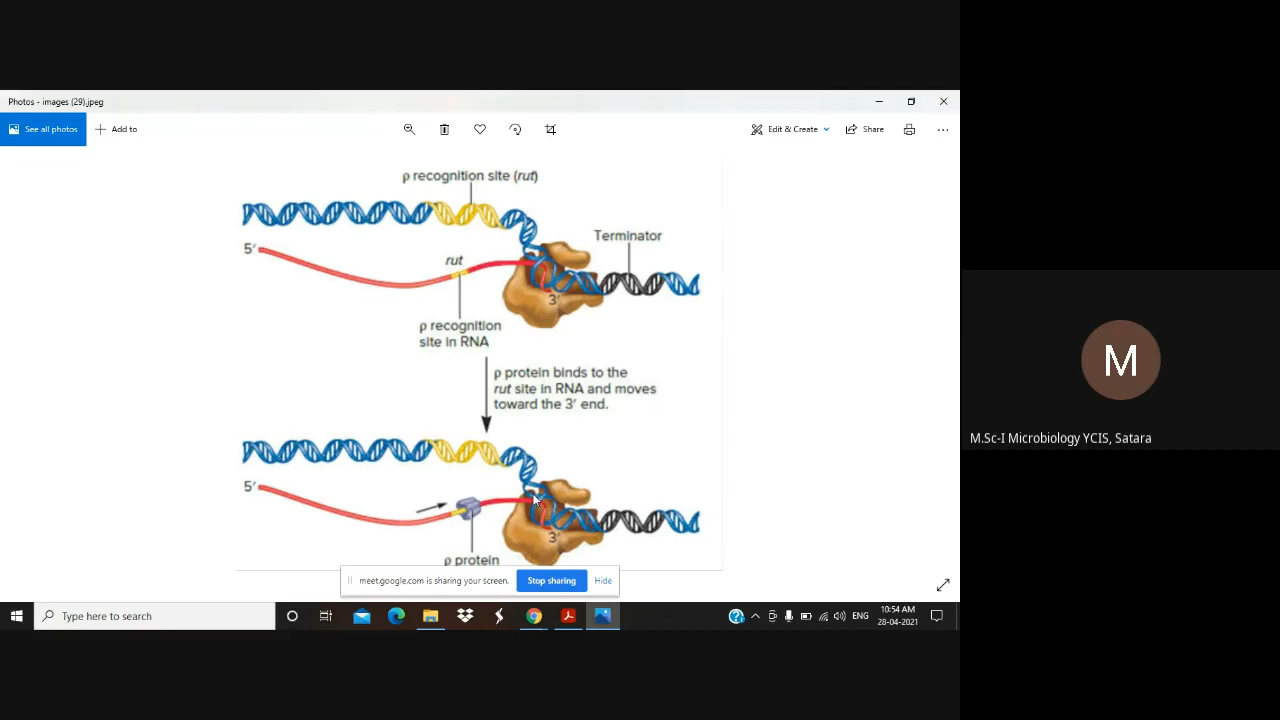 Photos - images (29).jpeg
See all photos
Add to
Edit & Create
Share
ρ recognition site (rut)
Terminator
5′
rut
3′
ρ recognition
site in RNA
ρ protein binds to the
rut site in RNA and moves
toward the 3′ end.
5′
3′
ρ protein
M
M.Sc-I Microbiology YCIS, Satara
meet.google.com is sharing your screen.
Stop sharing
Hide
Type here to search
ENG
10:54 AM
28-04-2021